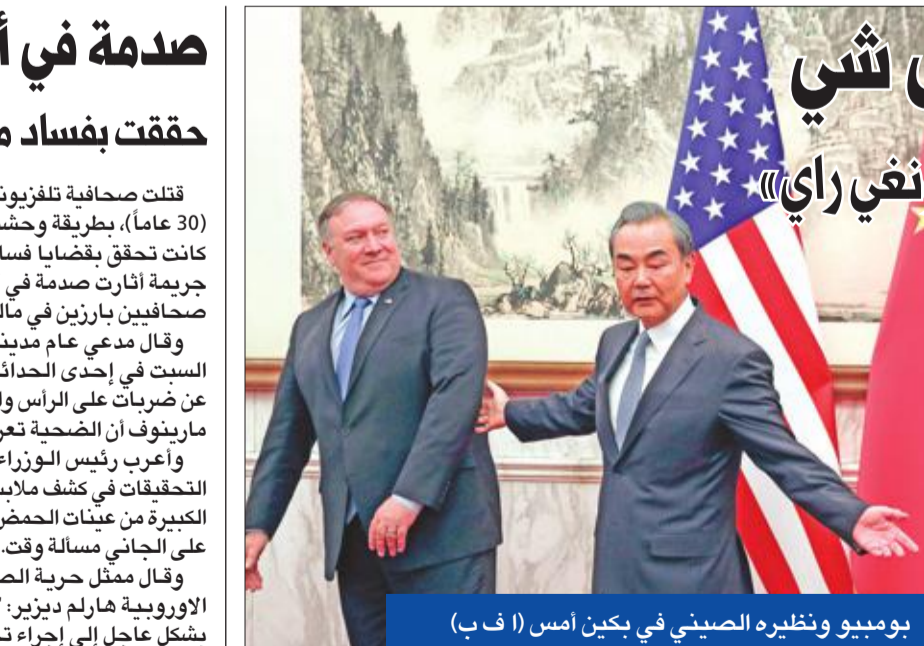 شي
نغي راي»
بومبيو ونظيره الصيني في بكين أمس (ا ف ب)
صدمة في أ
حققت بفساد
قتلت صحافية تلفزيون
(30 عاماً)، بطريقة وحش
كانت تحقق بقضايا فسا
جريمة أثارت صدمة في
صحافيين بارزين في مال
وقال مدعي عام مدين
السبت في إحدى الحدائ
عن ضربات على الرأس وا
مارينوف أن الضحية تعر
وأعرب رئيس الوزراء
التحقيقات في كشف ملاب
الكبيرة من عينات الحمض
على الجاني مسألة وقت.
وقال ممثل حرية الص
الاوروبية هارلم ديزير: "
بشكل عاجل إلى إجراء ت